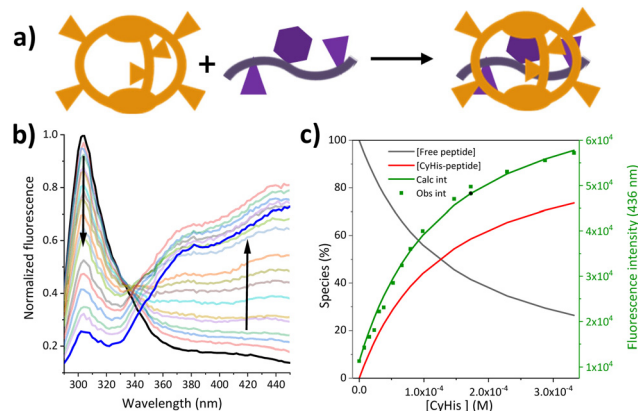 a)
+
b)
c)
1.0
0.8
0.6
0.4
0.2
Normalized fluorescence
300 320 340 360 380 400 420 440
Wavelength (nm)
100
80
60
40
20
0
Species (%)
[Free peptide]
[CyHis-peptide]
Calc int
Obs int
6x10⁴
5x10⁴
4x10⁴
3x10⁴
2x10⁴
1x10⁴
Fluorescence intensity (436 nm)
0.0 1.0x10⁻⁴ 2.0x10⁻⁴ 3.0x10⁻⁴
[CyHis ] (M)